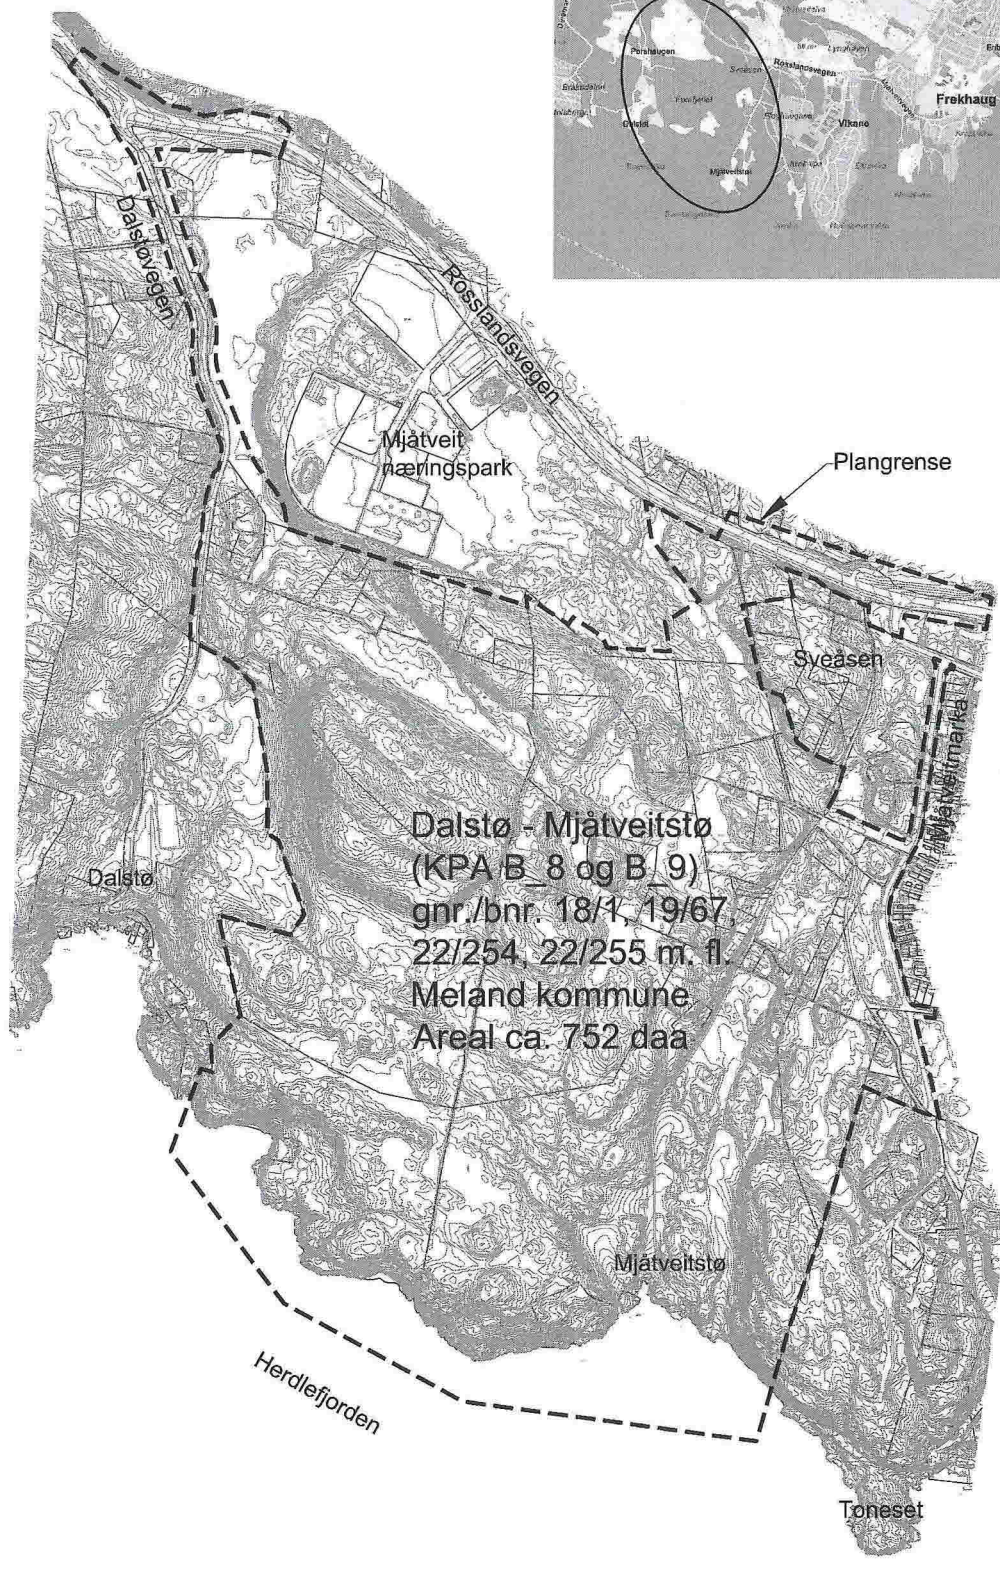 Porshaugen
Rosslandsvegen
Frekhaug
Vikane
Mjåtveitstø
Dalstøvegen
Rosslandsvegen
Mjåtveit
næringspark
Plangrense
Sveåsen
Mjåtveitmarka
Dalstø - Mjåtveitstø
(KPA B_8 og B_9)
gnr./bnr. 18/1, 19/67,
22/254, 22/255 m. fl.
Meland kommune
Areal ca. 752 daa
Dalstø
Mjåtveitstø
Herdlefjorden
Toneset